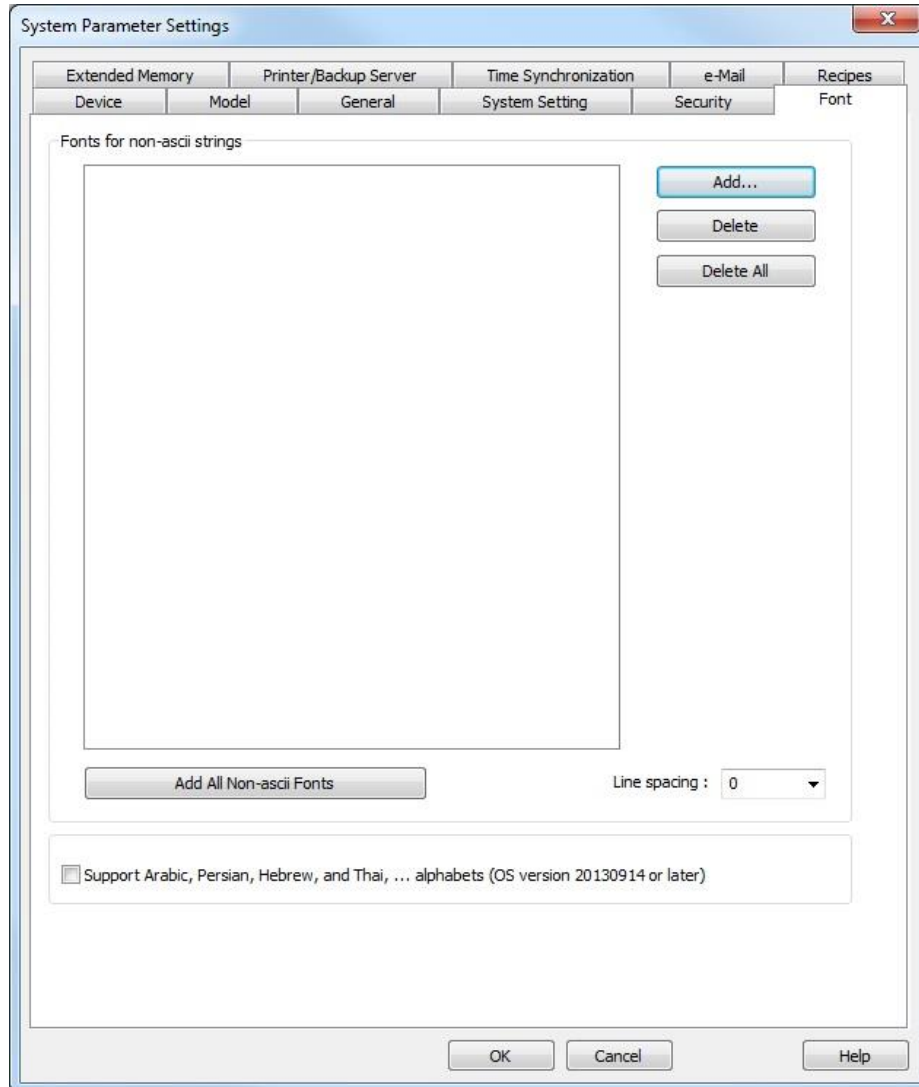 System Parameter Settings
Extended Memory Printer/Backup Server Time Synchronization e-Mail Recipes
Device Model General System Setting Security Font
Fonts for non-ascii strings
Add...
Delete
Delete All
Add All Non-ascii Fonts Line spacing : 0
Support Arabic, Persian, Hebrew, and Thai, ... alphabets (OS version 20130914 or later)
OK Cancel Help